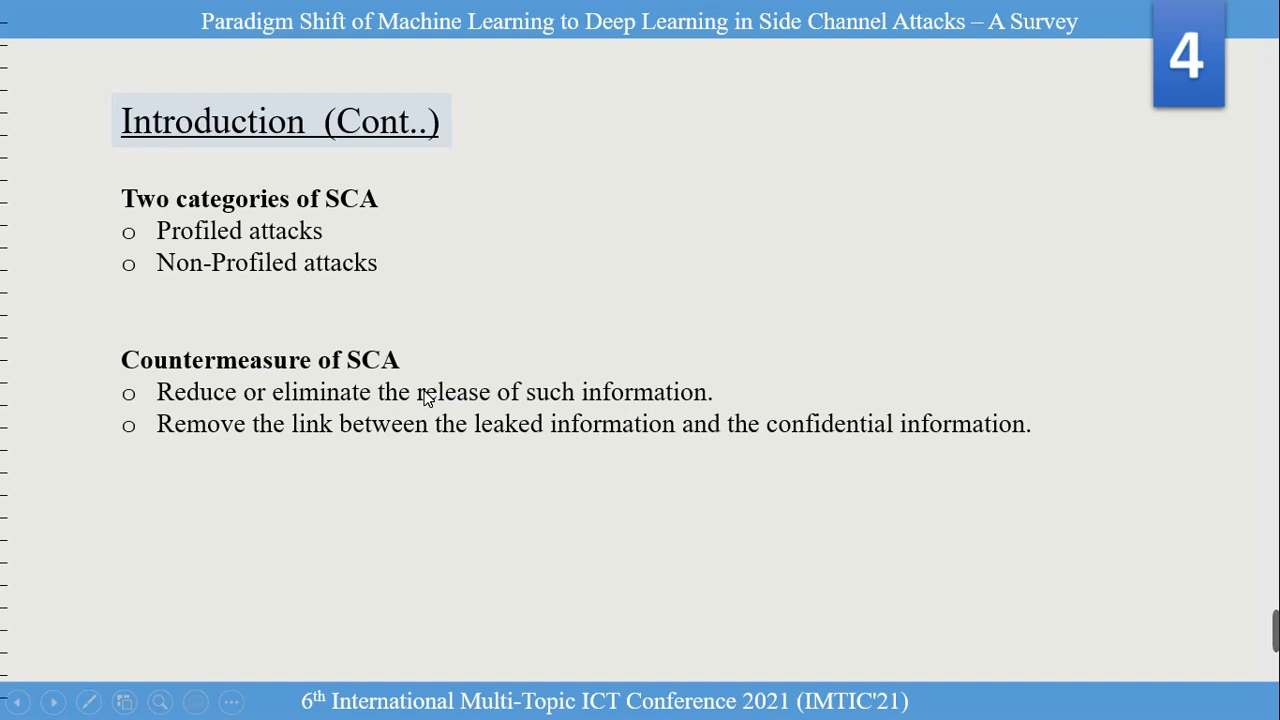 Paradigm Shift of Machine Learning to Deep Learning in Side Channel Attacks – A Survey
4
Introduction (Cont..)
Two categories of SCA
o Profiled attacks
o Non-Profiled attacks
Countermeasure of SCA
o Reduce or eliminate the release of such information.
o Remove the link between the leaked information and the confidential information.
6th International Multi-Topic ICT Conference 2021 (IMTIC'21)